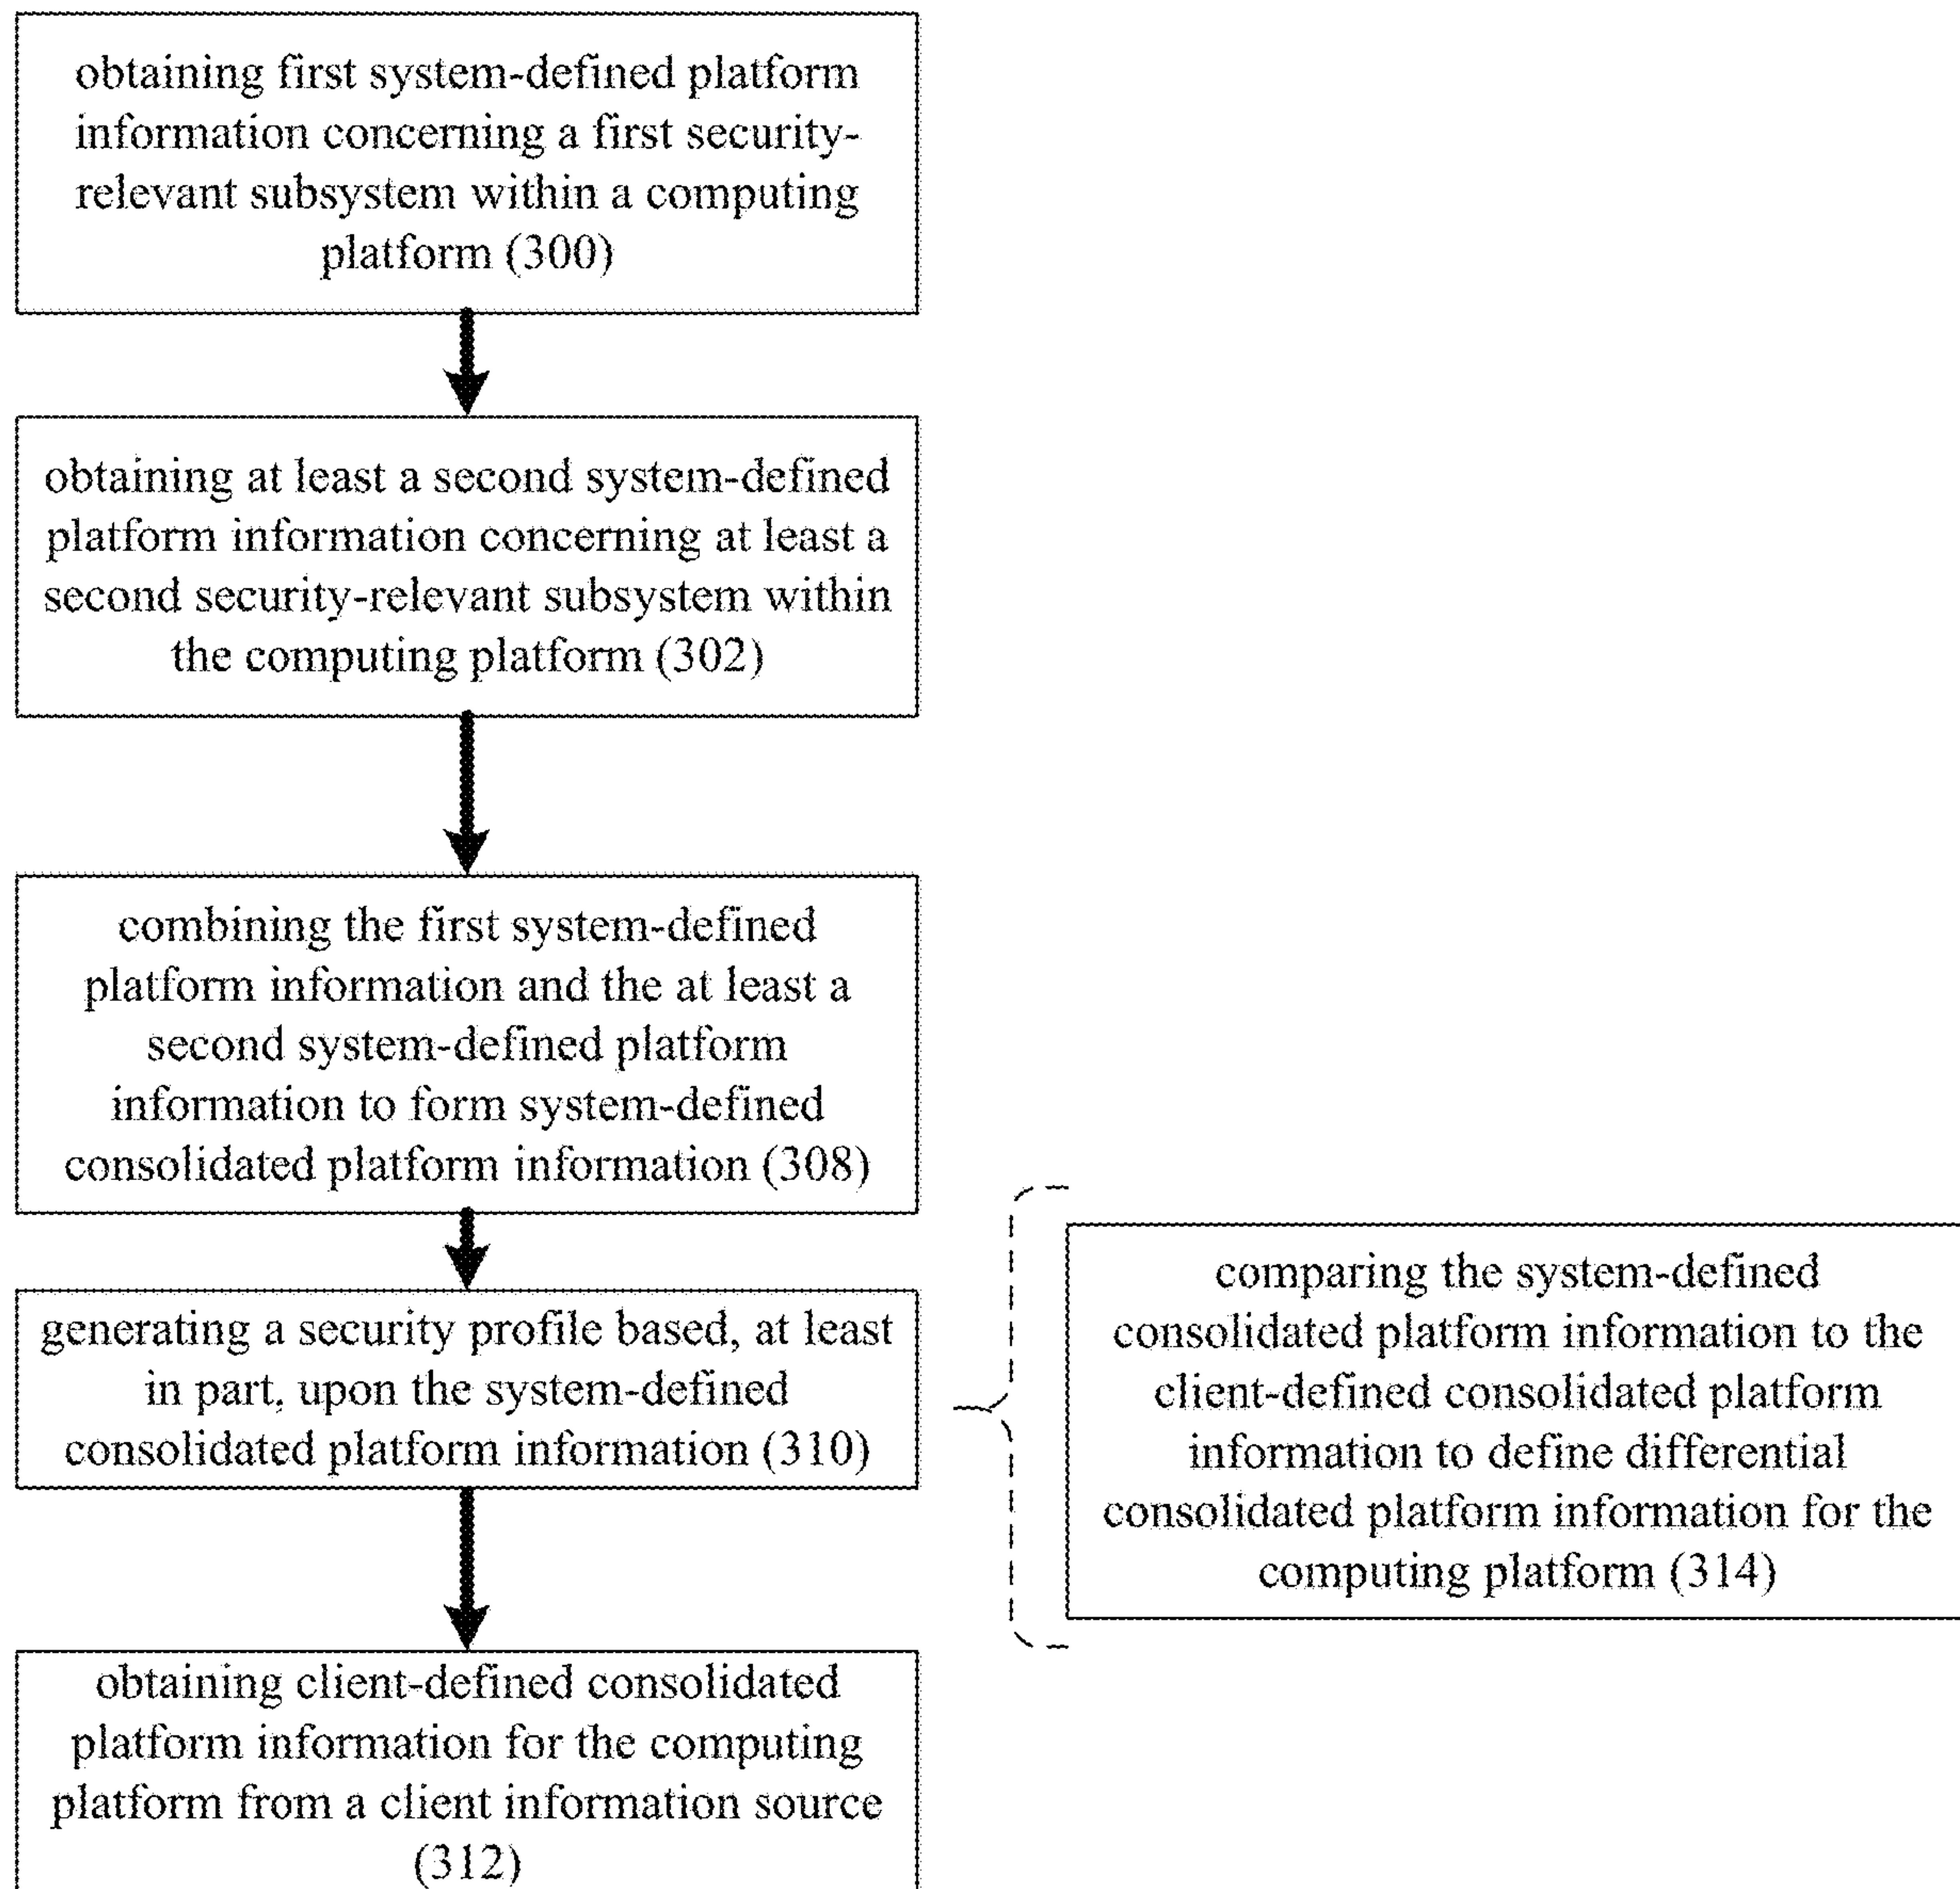 obtaining first system-defined platform
information concerning a first security-
relevant subsystem within a computing
platform (300)
obtaining at least a second system-defined
platform information concerning at least a
second security-relevant subsystem within
the computing platform (302)
combining the first system-defined
platform information and the at least a
second system-defined platform
information to form system-defined
consolidated platform information (308)
generating a security profile based, at least
in part, upon the system-defined
consolidated platform information (310)
comparing the system-defined
consolidated platform information to the
client-defined consolidated platform
information to define differential
consolidated platform information for the
computing platform (314)
obtaining client-defined consolidated
platform information for the computing
platform from a client information source
(312)